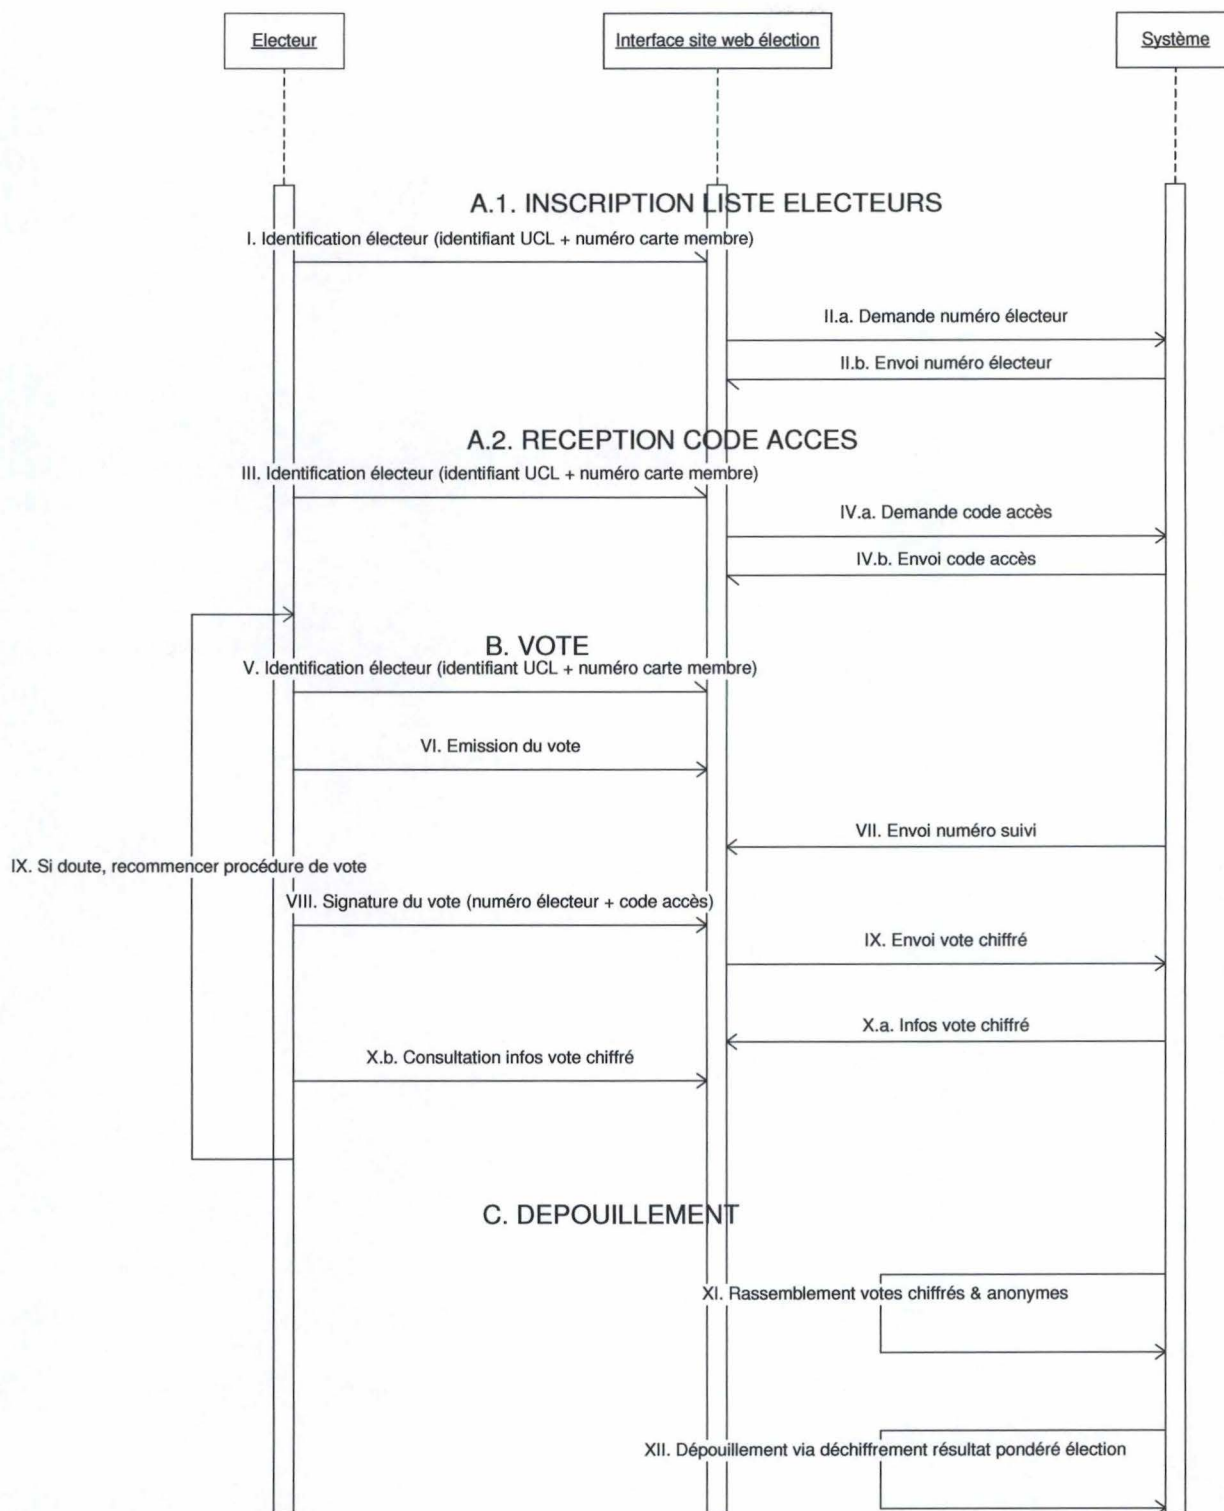 Electeur
Interface site web élection
Système
A.1. INSCRIPTION LISTE ELECTEURS
I. Identification électeur (identifiant UCL + numéro carte membre)
II.a. Demande numéro électeur
II.b. Envoi numéro électeur
A.2. RECEPTION CODE ACCES
III. Identification électeur (identifiant UCL + numéro carte membre)
IV.a. Demande code accès
IV.b. Envoi code accès
B. VOTE
V. Identification électeur (identifiant UCL + numéro carte membre)
VI. Emission du vote
VII. Envoi numéro suivi
IX. Si doute, recommencer procédure de vote
VIII. Signature du vote (numéro électeur + code accès)
IX. Envoi vote chiffré
X.a. Infos vote chiffré
X.b. Consultation infos vote chiffré
C. DEPOUILLEMENT
XI. Rassemblement votes chiffrés & anonymes
XII. Dépouillement via déchiffrement résultat pondéré élection